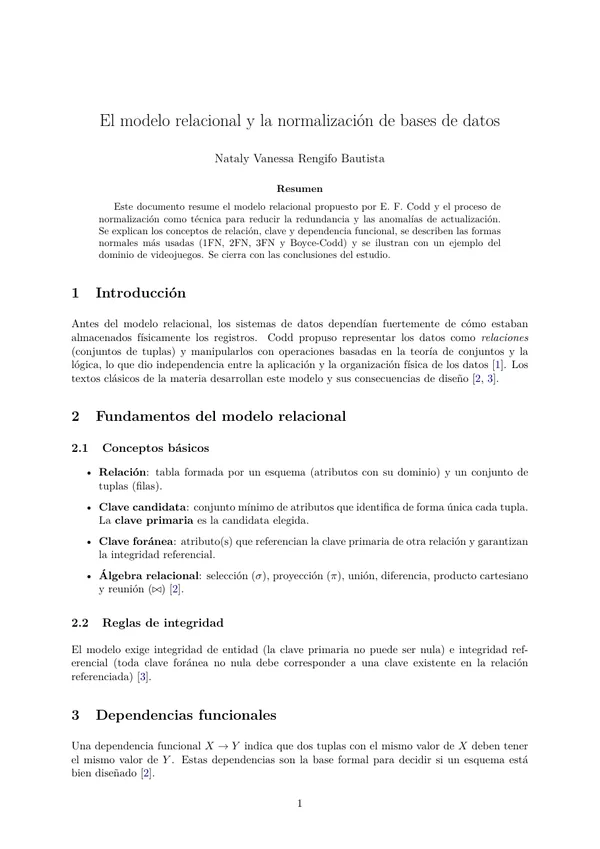 El modelo relacional y la normalización de bases de datos
Nataly Vanessa Rengifo Bautista
Resumen
Este documento resume el modelo relacional propuesto por E. F. Codd y el proceso de
normalización como técnica para reducir la redundancia y las anomalías de actualización.
Se explican los conceptos de relación, clave y dependencia funcional, se describen las formas
normales más usadas (1FN, 2FN, 3FN y Boyce-Codd) y se ilustran con un ejemplo del
dominio de videojuegos. Se cierra con las conclusiones del estudio.
1 Introducción
Antes del modelo relacional, los sistemas de datos dependían fuertemente de cómo estaban
almacenados físicamente los registros. Codd propuso representar los datos como relaciones
(conjuntos de tuplas) y manipularlos con operaciones basadas en la teoría de conjuntos y la
lógica, lo que dio independencia entre la aplicación y la organización física de los datos [1]. Los
textos clásicos de la materia desarrollan este modelo y sus consecuencias de diseño [2, 3].
2 Fundamentos del modelo relacional
2.1 Conceptos básicos
• Relación: tabla formada por un esquema (atributos con su dominio) y un conjunto de
tuplas (filas).
• Clave candidata: conjunto mínimo de atributos que identifica de forma única cada tupla.
La clave primaria es la candidata elegida.
• Clave foránea: atributo(s) que referencian la clave primaria de otra relación y garantizan
la integridad referencial.
• Álgebra relacional: selección (σ), proyección (π), unión, diferencia, producto cartesiano
y reunión (⋈) [2].
2.2 Reglas de integridad
El modelo exige integridad de entidad (la clave primaria no puede ser nula) e integridad ref-
erencial (toda clave foránea no nula debe corresponder a una clave existente en la relación
referenciada) [3].
3 Dependencias funcionales
Una dependencia funcional X → Y indica que dos tuplas con el mismo valor de X deben tener
el mismo valor de Y. Estas dependencias son la base formal para decidir si un esquema está
bien diseñado [2].
1